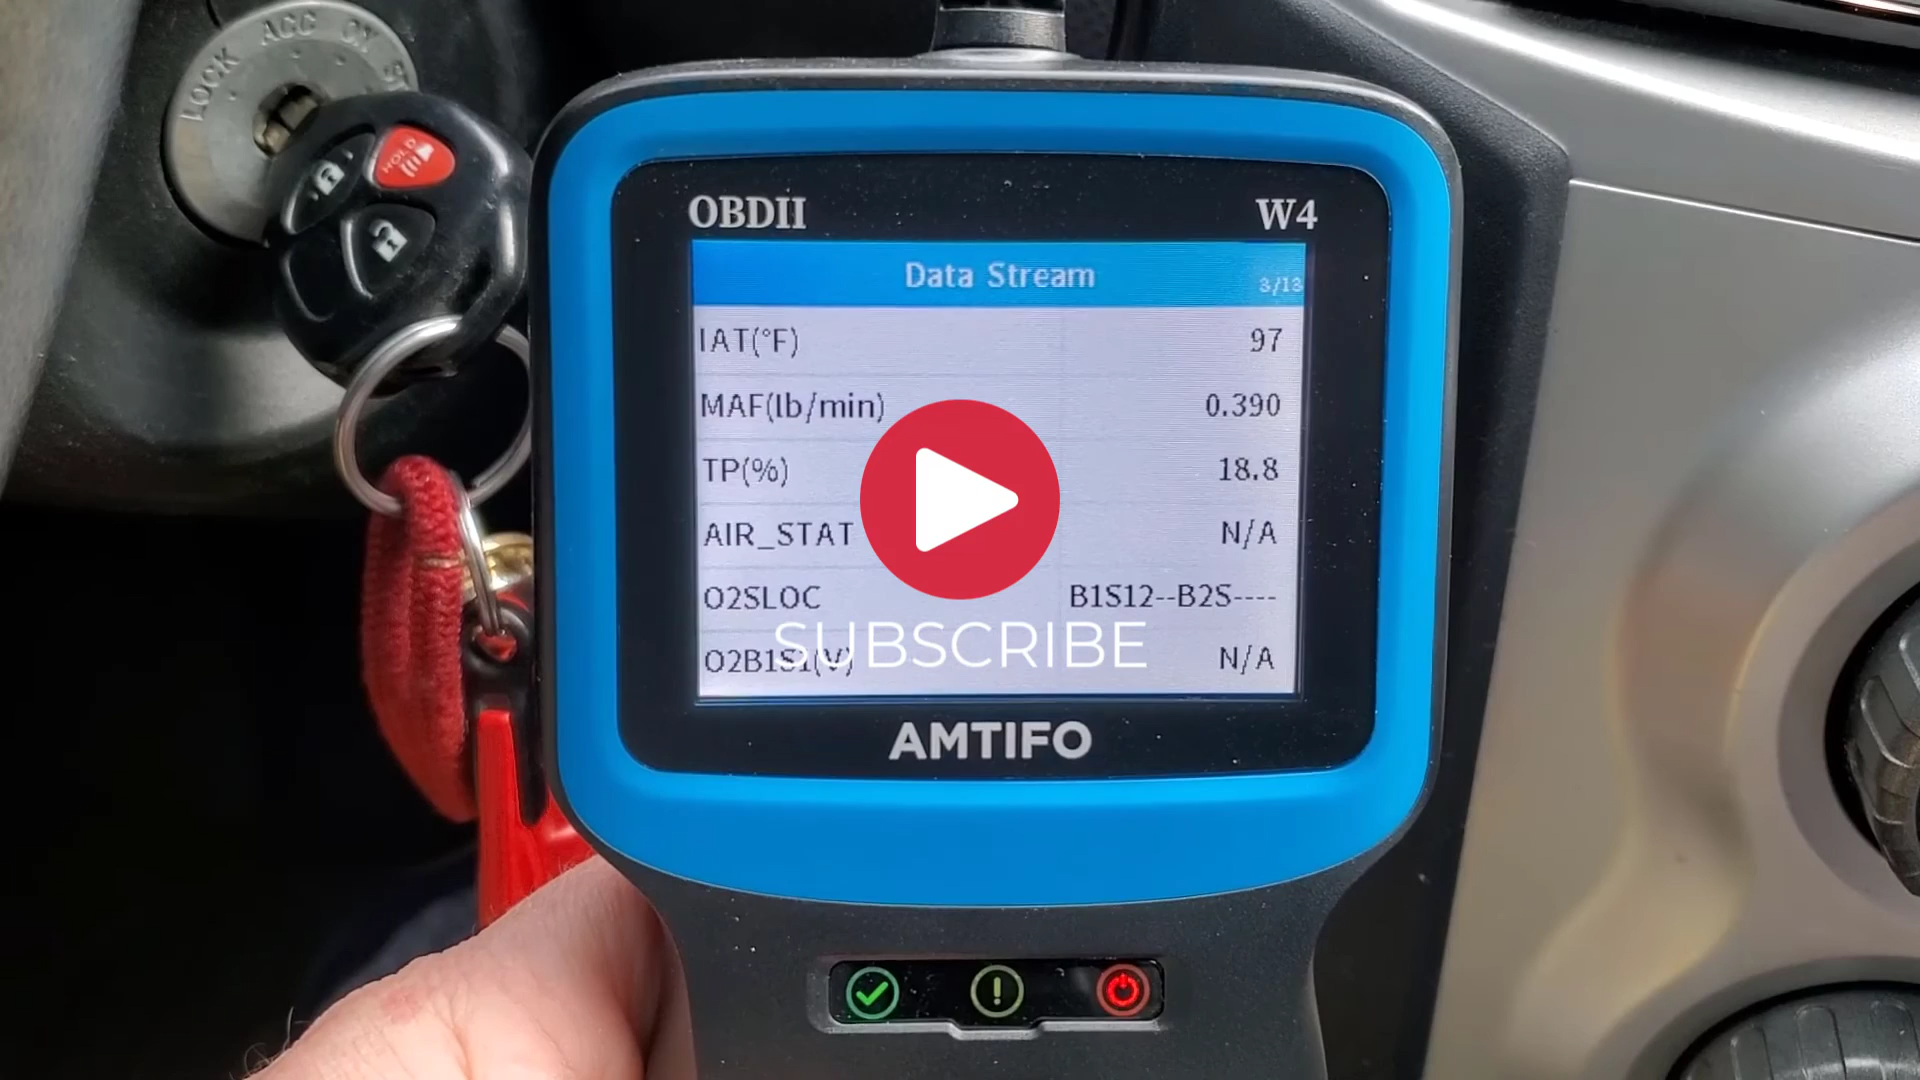 LOCK ACC ON
HOLD
OBDII W4
Data Stream 3/13
IAT(°F) 97
MAF(lb/min) 0.390
TP(%) 18.8
AIR_STAT N/A
O2SLOC B1S12--B2S----
O2B1S1(V) N/A
SUBSCRIBE
AMTIFO